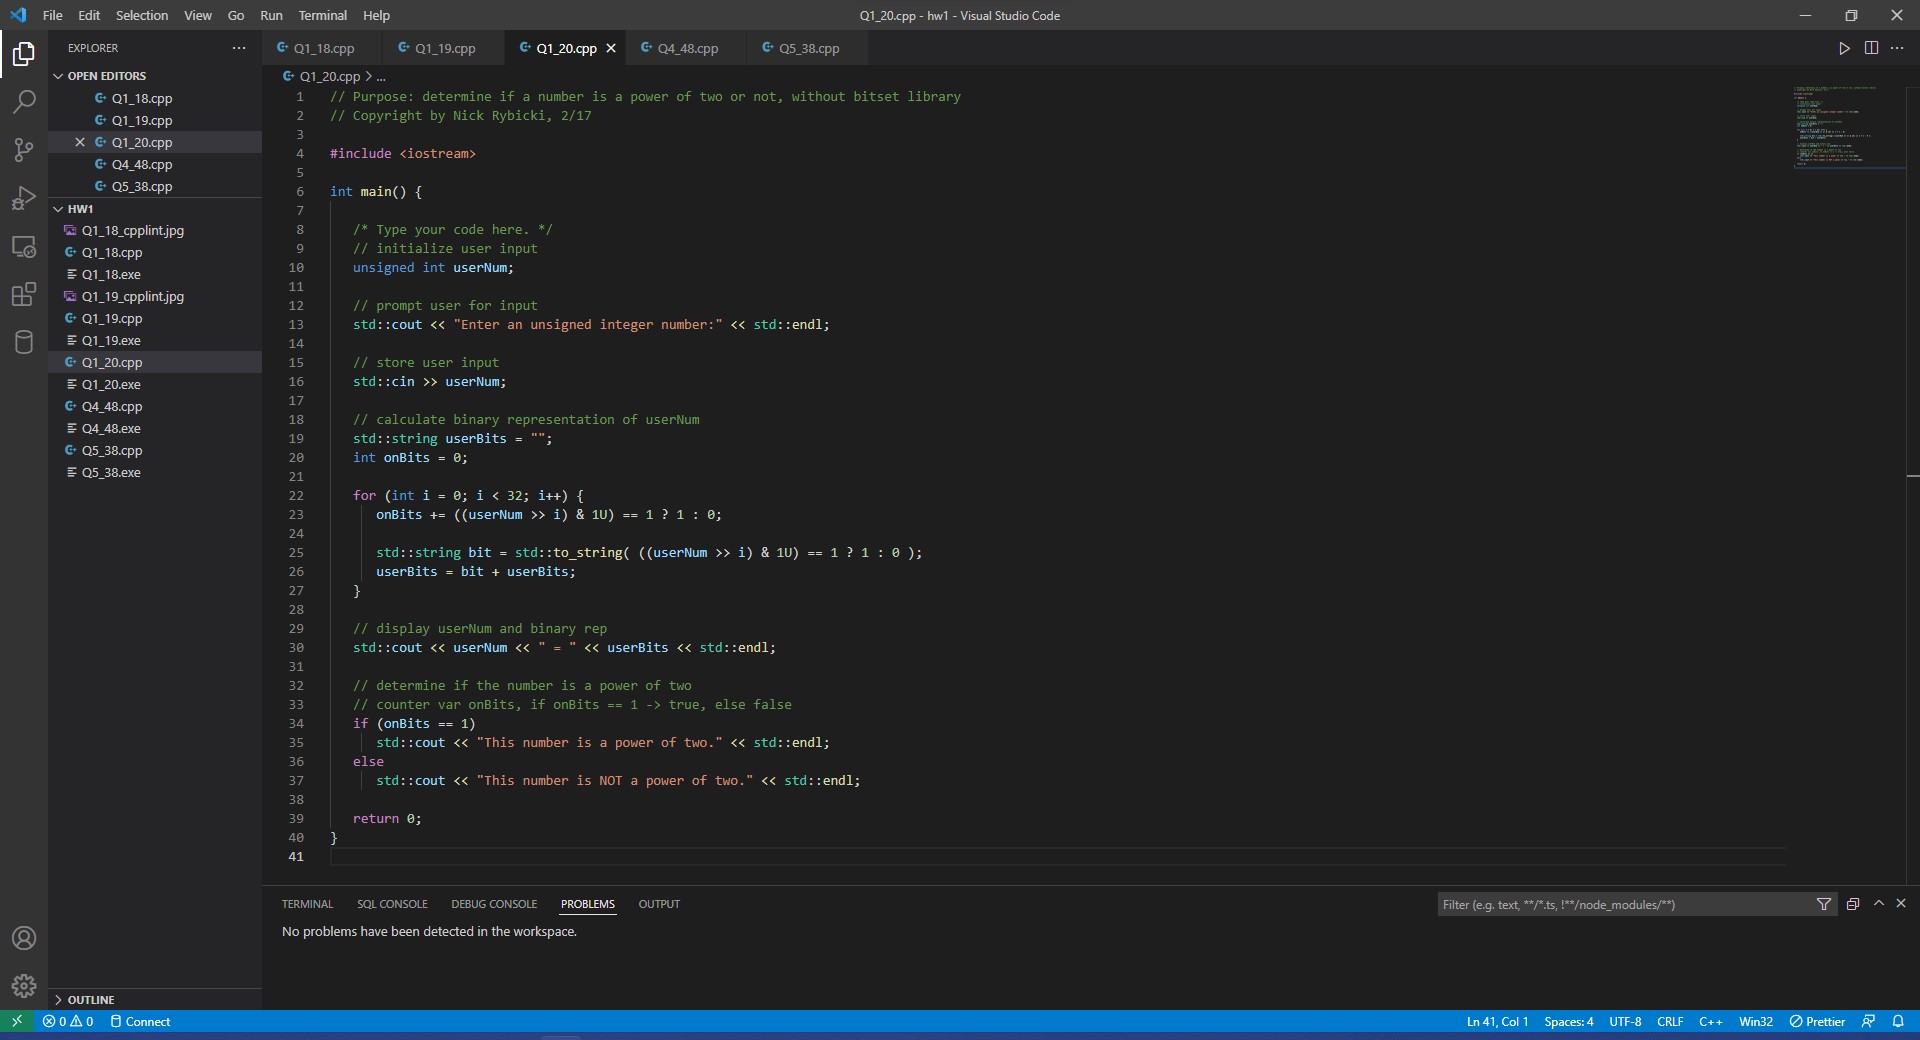 File Edit Selection View Go Run Terminal Help
Q1_20.cpp - hw1 - Visual Studio Code
EXPLORER
OPEN EDITORS
Q1_18.cpp
Q1_19.cpp
Q1_20.cpp
Q4_48.cpp
Q5_38.cpp
HW1
Q1_18_cpplint.jpg
Q1_18.cpp
Q1_18.exe
Q1_19_cpplint.jpg
Q1_19.cpp
Q1_19.exe
Q1_20.cpp
Q1_20.exe
Q4_48.cpp
Q4_48.exe
Q5_38.cpp
Q5_38.exe
OUTLINE
Q1_18.cpp Q1_19.cpp Q1_20.cpp Q4_48.cpp Q5_38.cpp
Q1_20.cpp > ...
1 // Purpose: determine if a number is a power of two or not, without bitset library
2 // Copyright by Nick Rybicki, 2/17
3
4 #include <iostream>
5
6 int main() {
7
8 /* Type your code here. */
9 // initialize user input
10 unsigned int userNum;
11
12 // prompt user for input
13 std::cout << "Enter an unsigned integer number:" << std::endl;
14
15 // store user input
16 std::cin >> userNum;
17
18 // calculate binary representation of userNum
19 std::string userBits = "";
20 int onBits = 0;
21
22 for (int i = 0; i < 32; i++) {
23 onBits += ((userNum >> i) & 1U) == 1 ? 1 : 0;
24
25 std::string bit = std::to_string( ((userNum >> i) & 1U) == 1 ? 1 : 0 );
26 userBits = bit + userBits;
27 }
28
29 // display userNum and binary rep
30 std::cout << userNum << " = " << userBits << std::endl;
31
32 // determine if the number is a power of two
33 // counter var onBits, if onBits == 1 -> true, else false
34 if (onBits == 1)
35 std::cout << "This number is a power of two." << std::endl;
36 else
37 std::cout << "This number is NOT a power of two." << std::endl;
38
39 return 0;
40 }
41
TERMINAL SQL CONSOLE DEBUG CONSOLE PROBLEMS OUTPUT
Filter (e.g. text, **/*.ts, !**/node_modules/**)
No problems have been detected in the workspace.
0 0 Connect
Ln 41, Col 1 Spaces: 4 UTF-8 CRLF C++ Win32 Prettier